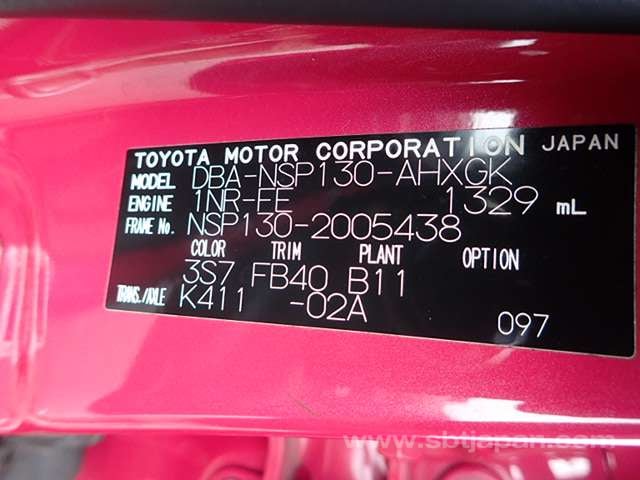 TOYOTA MOTOR CORPORATION JAPAN
MODEL DBA-NSP130-AHXGK
ENGINE 1NR-FE 1329 mL
FRAME No. NSP130-2005438
COLOR TRIM PLANT OPTION
3S7 FB40 B11
TRANS./AXLE K411 -02A
097
www.sbtjapan.com